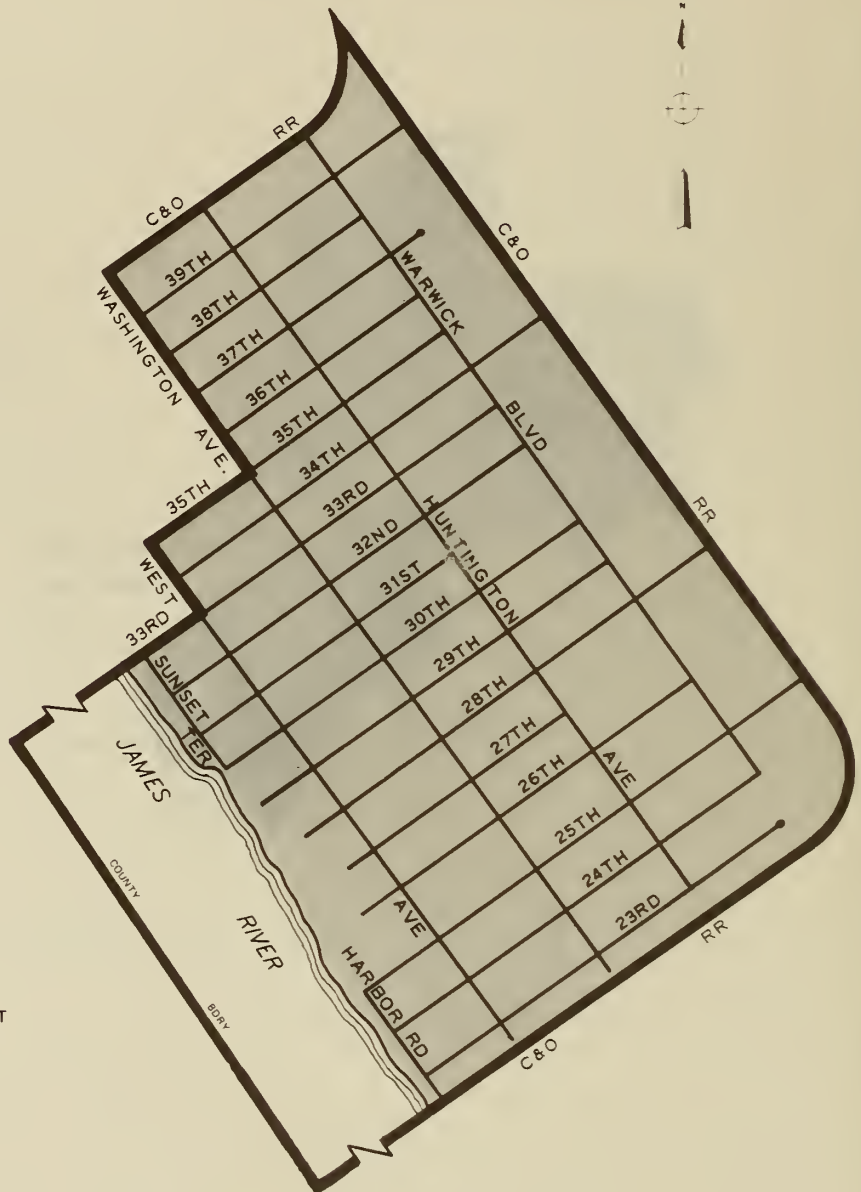 RR
C&O
C&O
39TH
WASHINGTON AVE.
38TH
WARWICK BLVD
37TH
36TH
35TH
34TH
35TH
33RD
HUNTINGTON AVE
RR
32ND
WEST AVE
31ST
30TH
33RD
29TH
SUNSET TER
28TH
JAMES RIVER
27TH
26TH
COUNTY BDRY
25TH
24TH
23RD
HARBOR RD
RR
C&O
T